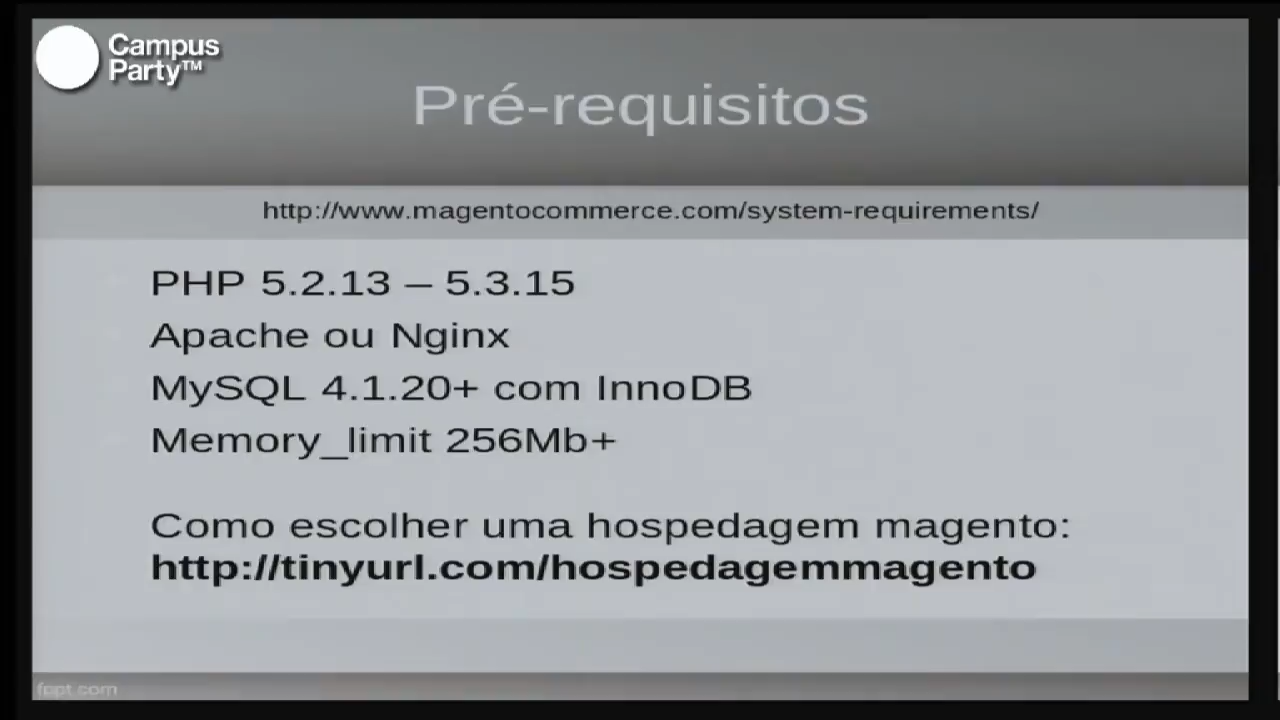 Campus
Party™
Pré-requisitos
http://www.magentocommerce.com/system-requirements/
PHP 5.2.13 – 5.3.15
Apache ou Nginx
MySQL 4.1.20+ com InnoDB
Memory_limit 256Mb+
Como escolher uma hospedagem magento:
http://tinyurl.com/hospedagemmagento
fppt.com